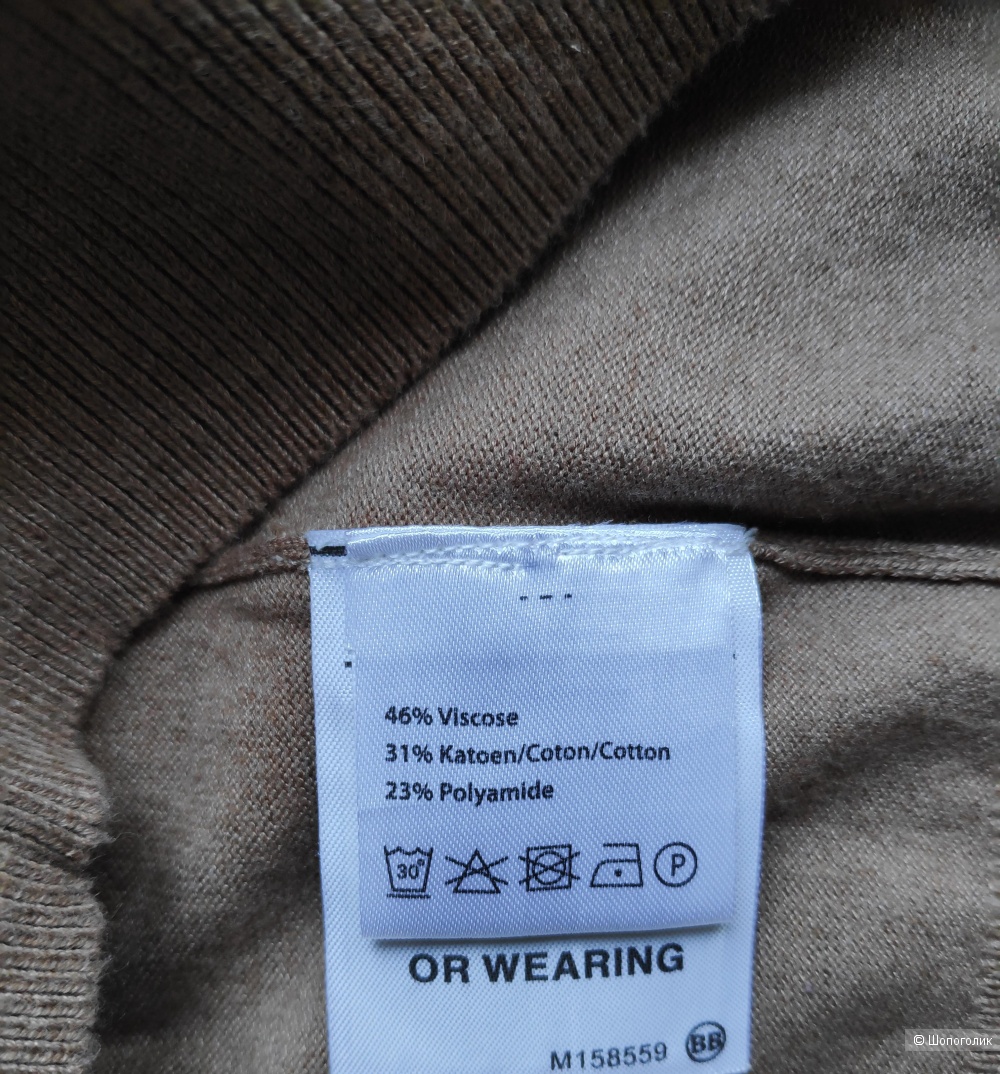 46% Viscose
31% Katoen/Coton/Cotton
23% Polyamide
30° P
OR WEARING
M158559 BB
© Шопоголик